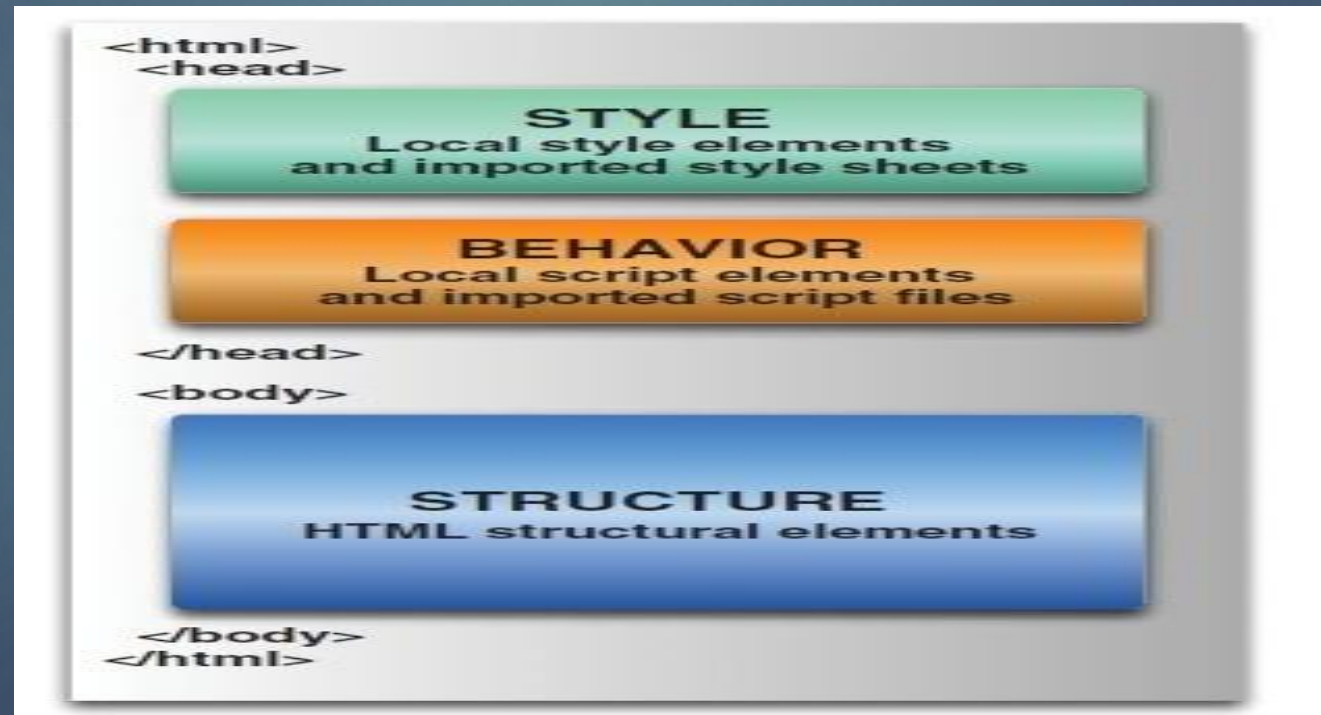 <html>
<head>
STYLE
Local style elements
and imported style sheets
BEHAVIOR
Local script elements
and imported script files
</head>
<body>
STRUCTURE
HTML structural elements
</body>
</html>